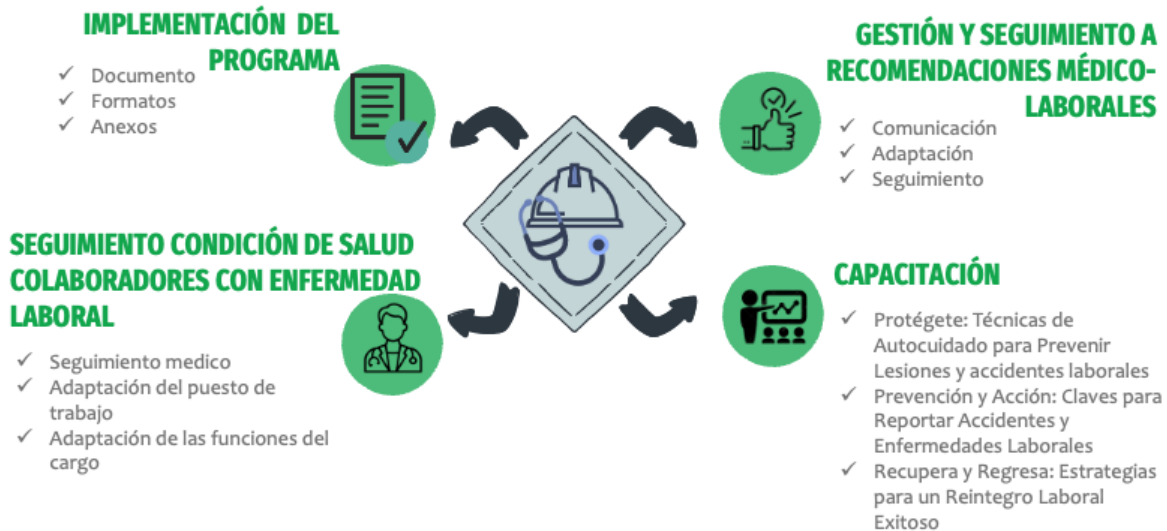 IMPLEMENTACIÓN DEL
PROGRAMA
✓ Documento
✓ Formatos
✓ Anexos
GESTIÓN Y SEGUIMIENTO A
RECOMENDACIONES MÉDICO-
LABORALES
✓ Comunicación
✓ Adaptación
✓ Seguimiento
SEGUIMIENTO CONDICIÓN DE SALUD
COLABORADORES CON ENFERMEDAD
LABORAL
✓ Seguimiento medico
✓ Adaptación del puesto de
trabajo
✓ Adaptación de las funciones del
cargo
CAPACITACIÓN
✓ Protégete: Técnicas de
Autocuidado para Prevenir
Lesiones y accidentes laborales
✓ Prevención y Acción: Claves para
Reportar Accidentes y
Enfermedades Laborales
✓ Recupera y Regresa: Estrategias
para un Reintegro Laboral
Exitoso